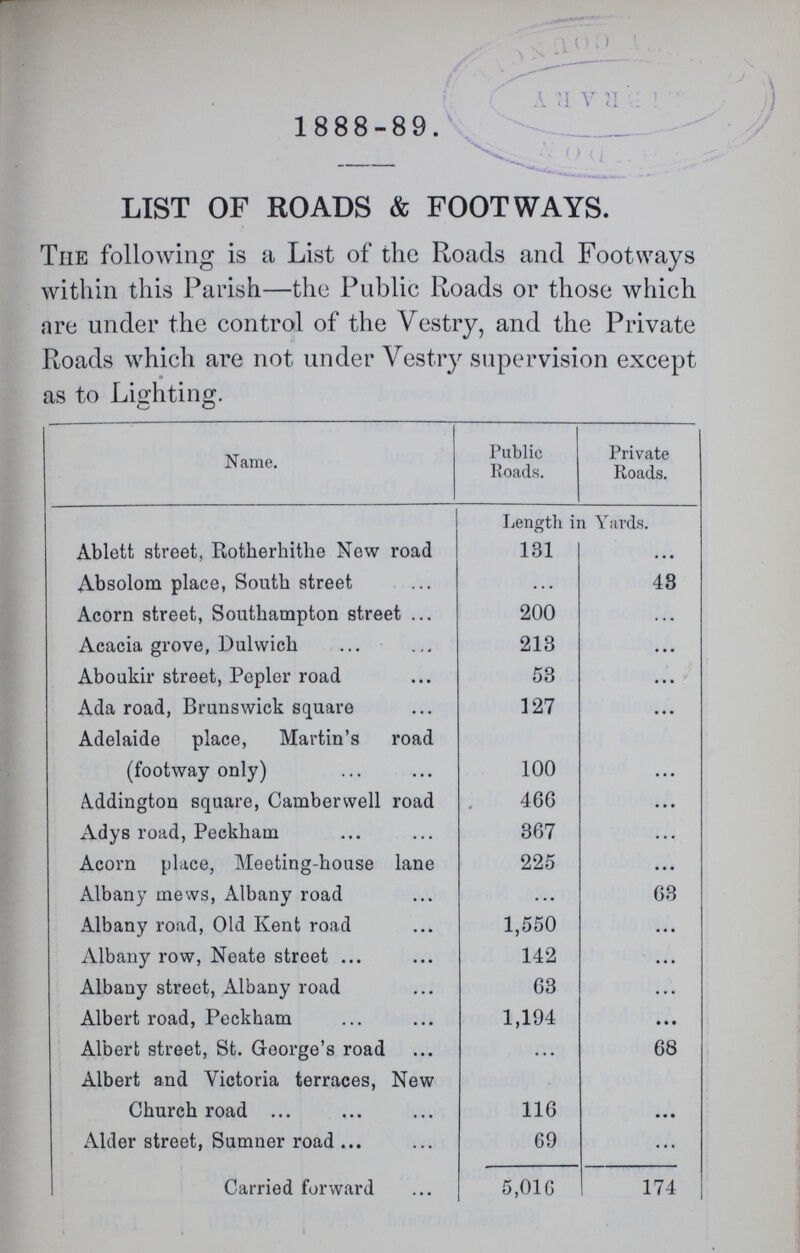 1888-89.
LIST OF ROADS & FOOTWAYS.
THE following is a List of the Roads and Footways
within this Parish—the Public Roads or those which
are under the control of the Vestry, and the Private
Roads which are not under Vestry supervision except
as to Lighting.
Name. Public Roads. Private Roads.
Length in Yards.
Ablett street, Rotherhithe New road 131 ...
Absolom place, South street ... ... 43
Acorn street, Southampton street ... 200 ...
Acacia grove, Dulwich ... ... 213 ...
Aboukir street, Pepler road ... 53 ...
Ada road, Brunswick square ... 127 ...
Adelaide place, Martin's road
(footway only) ... ... 100 ...
Addington square, Camberwell road 466 ...
Adys road, Peckham ... ... 367 ...
Acorn place, Meeting-house lane 225 ...
Albany mews, Albany road ... ... 63
Albany road, Old Kent road ... 1,550 ...
Albany row, Neate street ... ... 142 ...
Albany street, Albany road ... 63 ...
Albert road, Peckham ... ... 1,194 ...
Albert street, St. George's road ... ... 68
Albert and Victoria terraces, New
Church road ... ... ... 116 ...
Alder street, Sumner road ... ... 69 ...
Carried forward ... 5,016 174